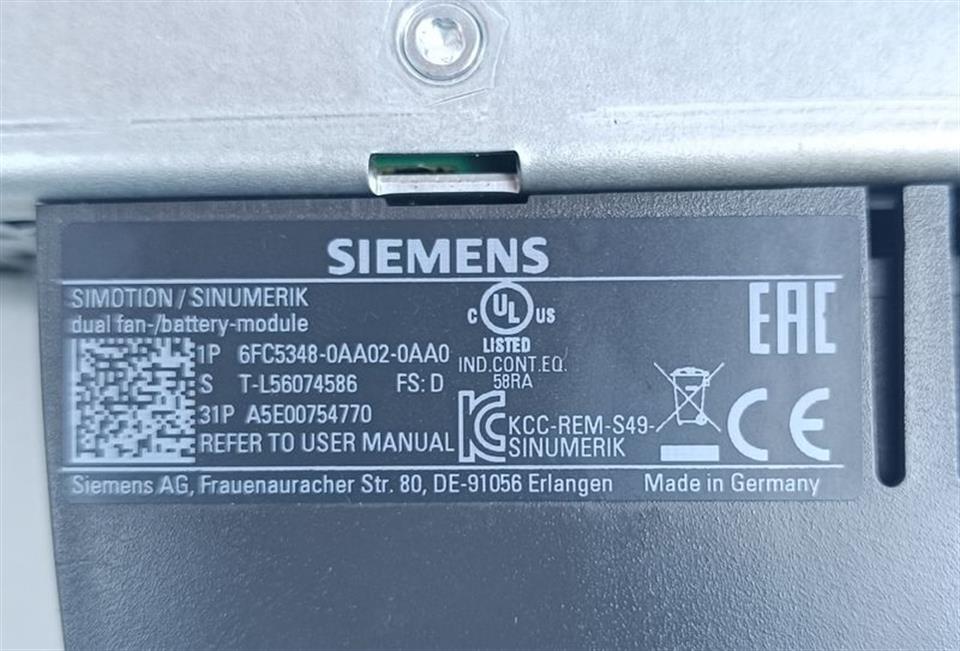 SIEMENS
SIMOTION / SINUMERIK
dual fan-/battery-module
1P 6FC5348-0AA02-0AA0
S T-L56074586 FS: D
31P A5E00754770
REFER TO USER MANUAL
C UL US
LISTED
IND.CONT.EQ.
58RA
KC
KCC-REM-S49-
SINUMERIK
EAC
CE
Siemens AG, Frauenauracher Str. 80, DE-91056 Erlangen Made in Germany